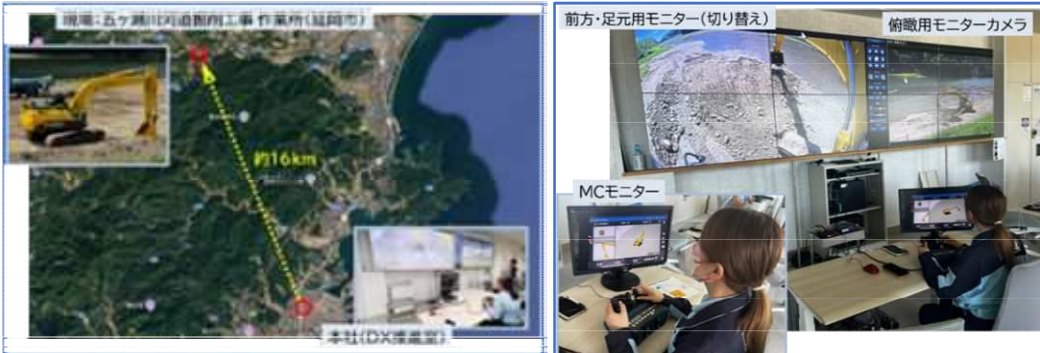 現場:五ヶ瀬川河道掘削工事 作業所(延岡市)
約16km
本社(DX推進室)
前方・足元用モニター(切り替え)
俯瞰用モニターカメラ
MCモニター